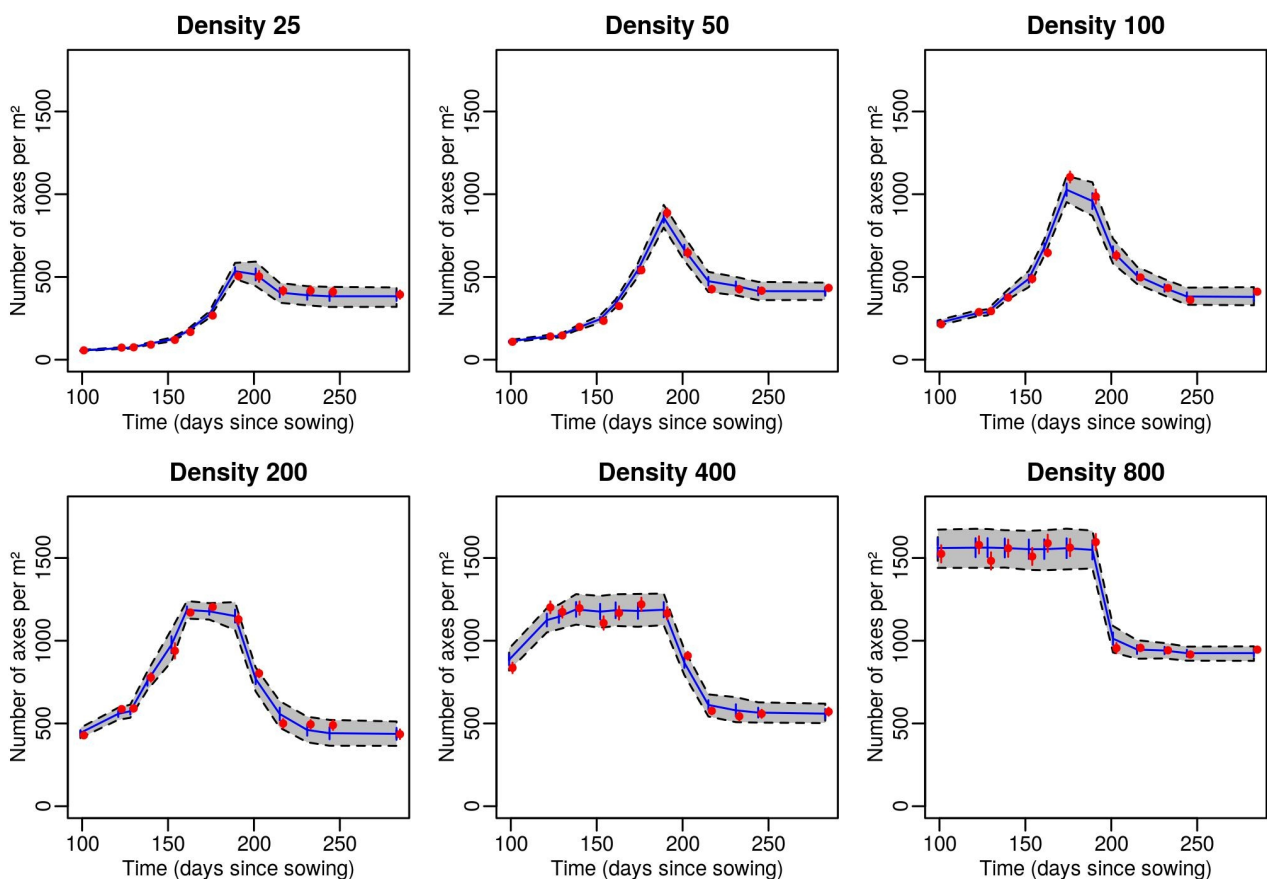 Density 25
Number of axes per m²
1500
1000
500
0
100 150 200 250
Time (days since sowing)
Density 50
Number of axes per m²
1500
1000
500
0
100 150 200 250
Time (days since sowing)
Density 100
Number of axes per m²
1500
1000
500
0
100 150 200 250
Time (days since sowing)
Density 200
Number of axes per m²
1500
1000
500
0
100 150 200 250
Time (days since sowing)
Density 400
Number of axes per m²
1500
1000
500
0
100 150 200 250
Time (days since sowing)
Density 800
Number of axes per m²
1500
1000
500
0
100 150 200 250
Time (days since sowing)